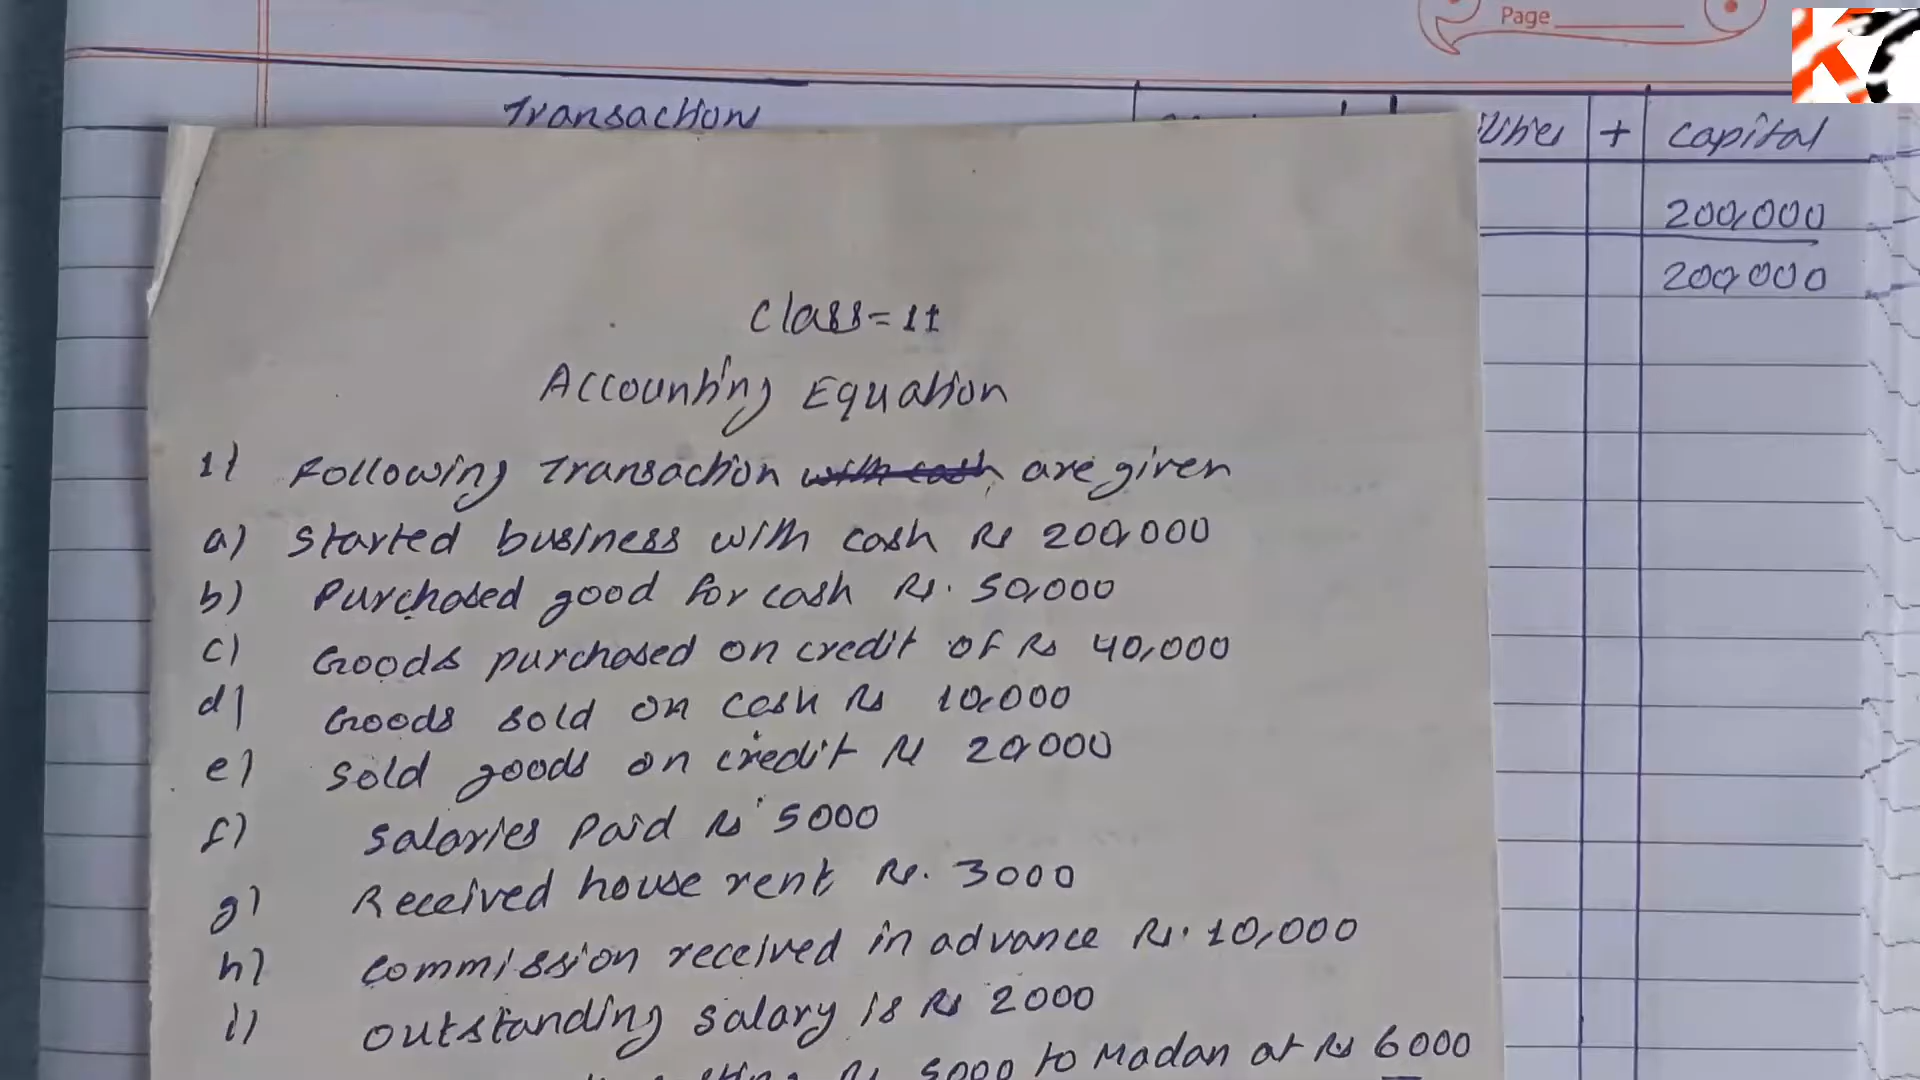 Page
Transaction
+ Capital
200,000
200,000
Class = 11
Accounting Equation
1) Following Transaction with cash, are given
a) Started business with cash Rs 200,000
b) Purchased good for cash Rs. 50,000
c) Goods purchased on credit of Rs 40,000
d) Goods sold on cash Rs 10,000
e) Sold goods on credit Rs 20,000
f) Salaries Paid Rs 5000
g) Received house rent Rs. 3000
h) Commission received in advance Rs. 10,000
i) Outstanding salary is Rs 2000
Rs 5000 to Madan at Rs 6000